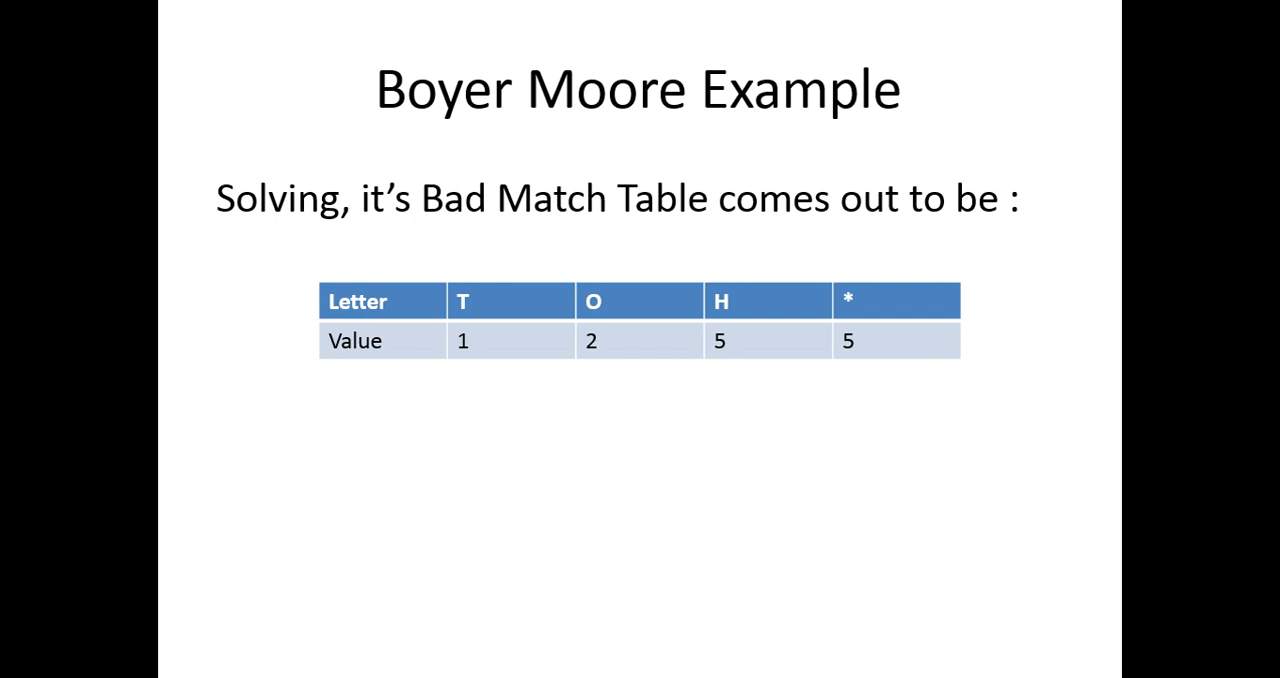 Boyer Moore Example
Solving, it’s Bad Match Table comes out to be :
Letter T O H *
Value 1 2 5 5